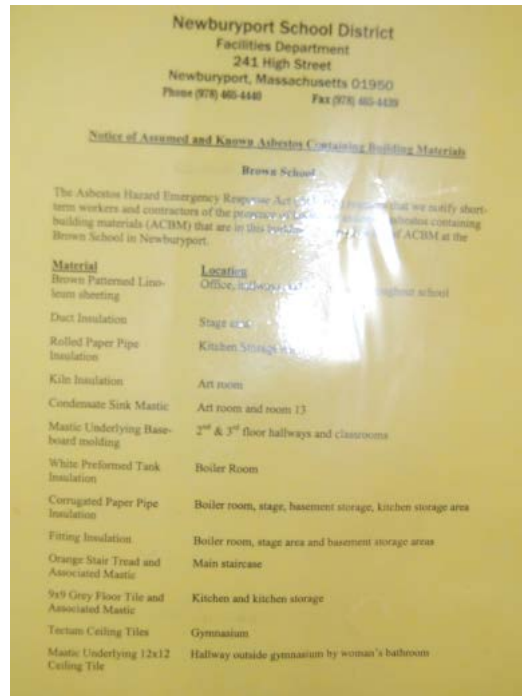 Newburyport School District
Facilities Department
241 High Street
Newburyport, Massachusetts 01950
Phone (978) 465-4440 Fax (978) 465-4439
Notice of Assumed and Known Asbestos Containing Building Materials
Brown School
The Asbestos Hazard Emergency Response Act that we notify short-
term workers and contractors of the presence of asbestos containing
building materials (ACBM) that are in this building of ACBM at the
Brown School in Newburyport.
Material Location
Brown Patterned Lino- Office, hallways, throughout school
leum sheeting
Duct Insulation Stage area
Rolled Paper Pipe Kitchen Storage
Insulation
Kiln Insulation Art room
Condensate Sink Mastic Art room and room 13
Mastic Underlying Base- 2nd & 3rd floor hallways and classrooms
board molding
White Preformed Tank Boiler Room
Insulation
Corrugated Paper Pipe Boiler room, stage, basement storage, kitchen storage area
Insulation
Fitting Insulation Boiler room, stage area and basement storage areas
Orange Stair Tread and Main staircase
Associated Mastic
9x9 Grey Floor Tile and Kitchen and kitchen storage
Associated Mastic
Tectum Ceiling Tiles Gymnasium
Mastic Underlying 12x12 Hallway outside gymnasium by woman's bathroom
Ceiling Tile